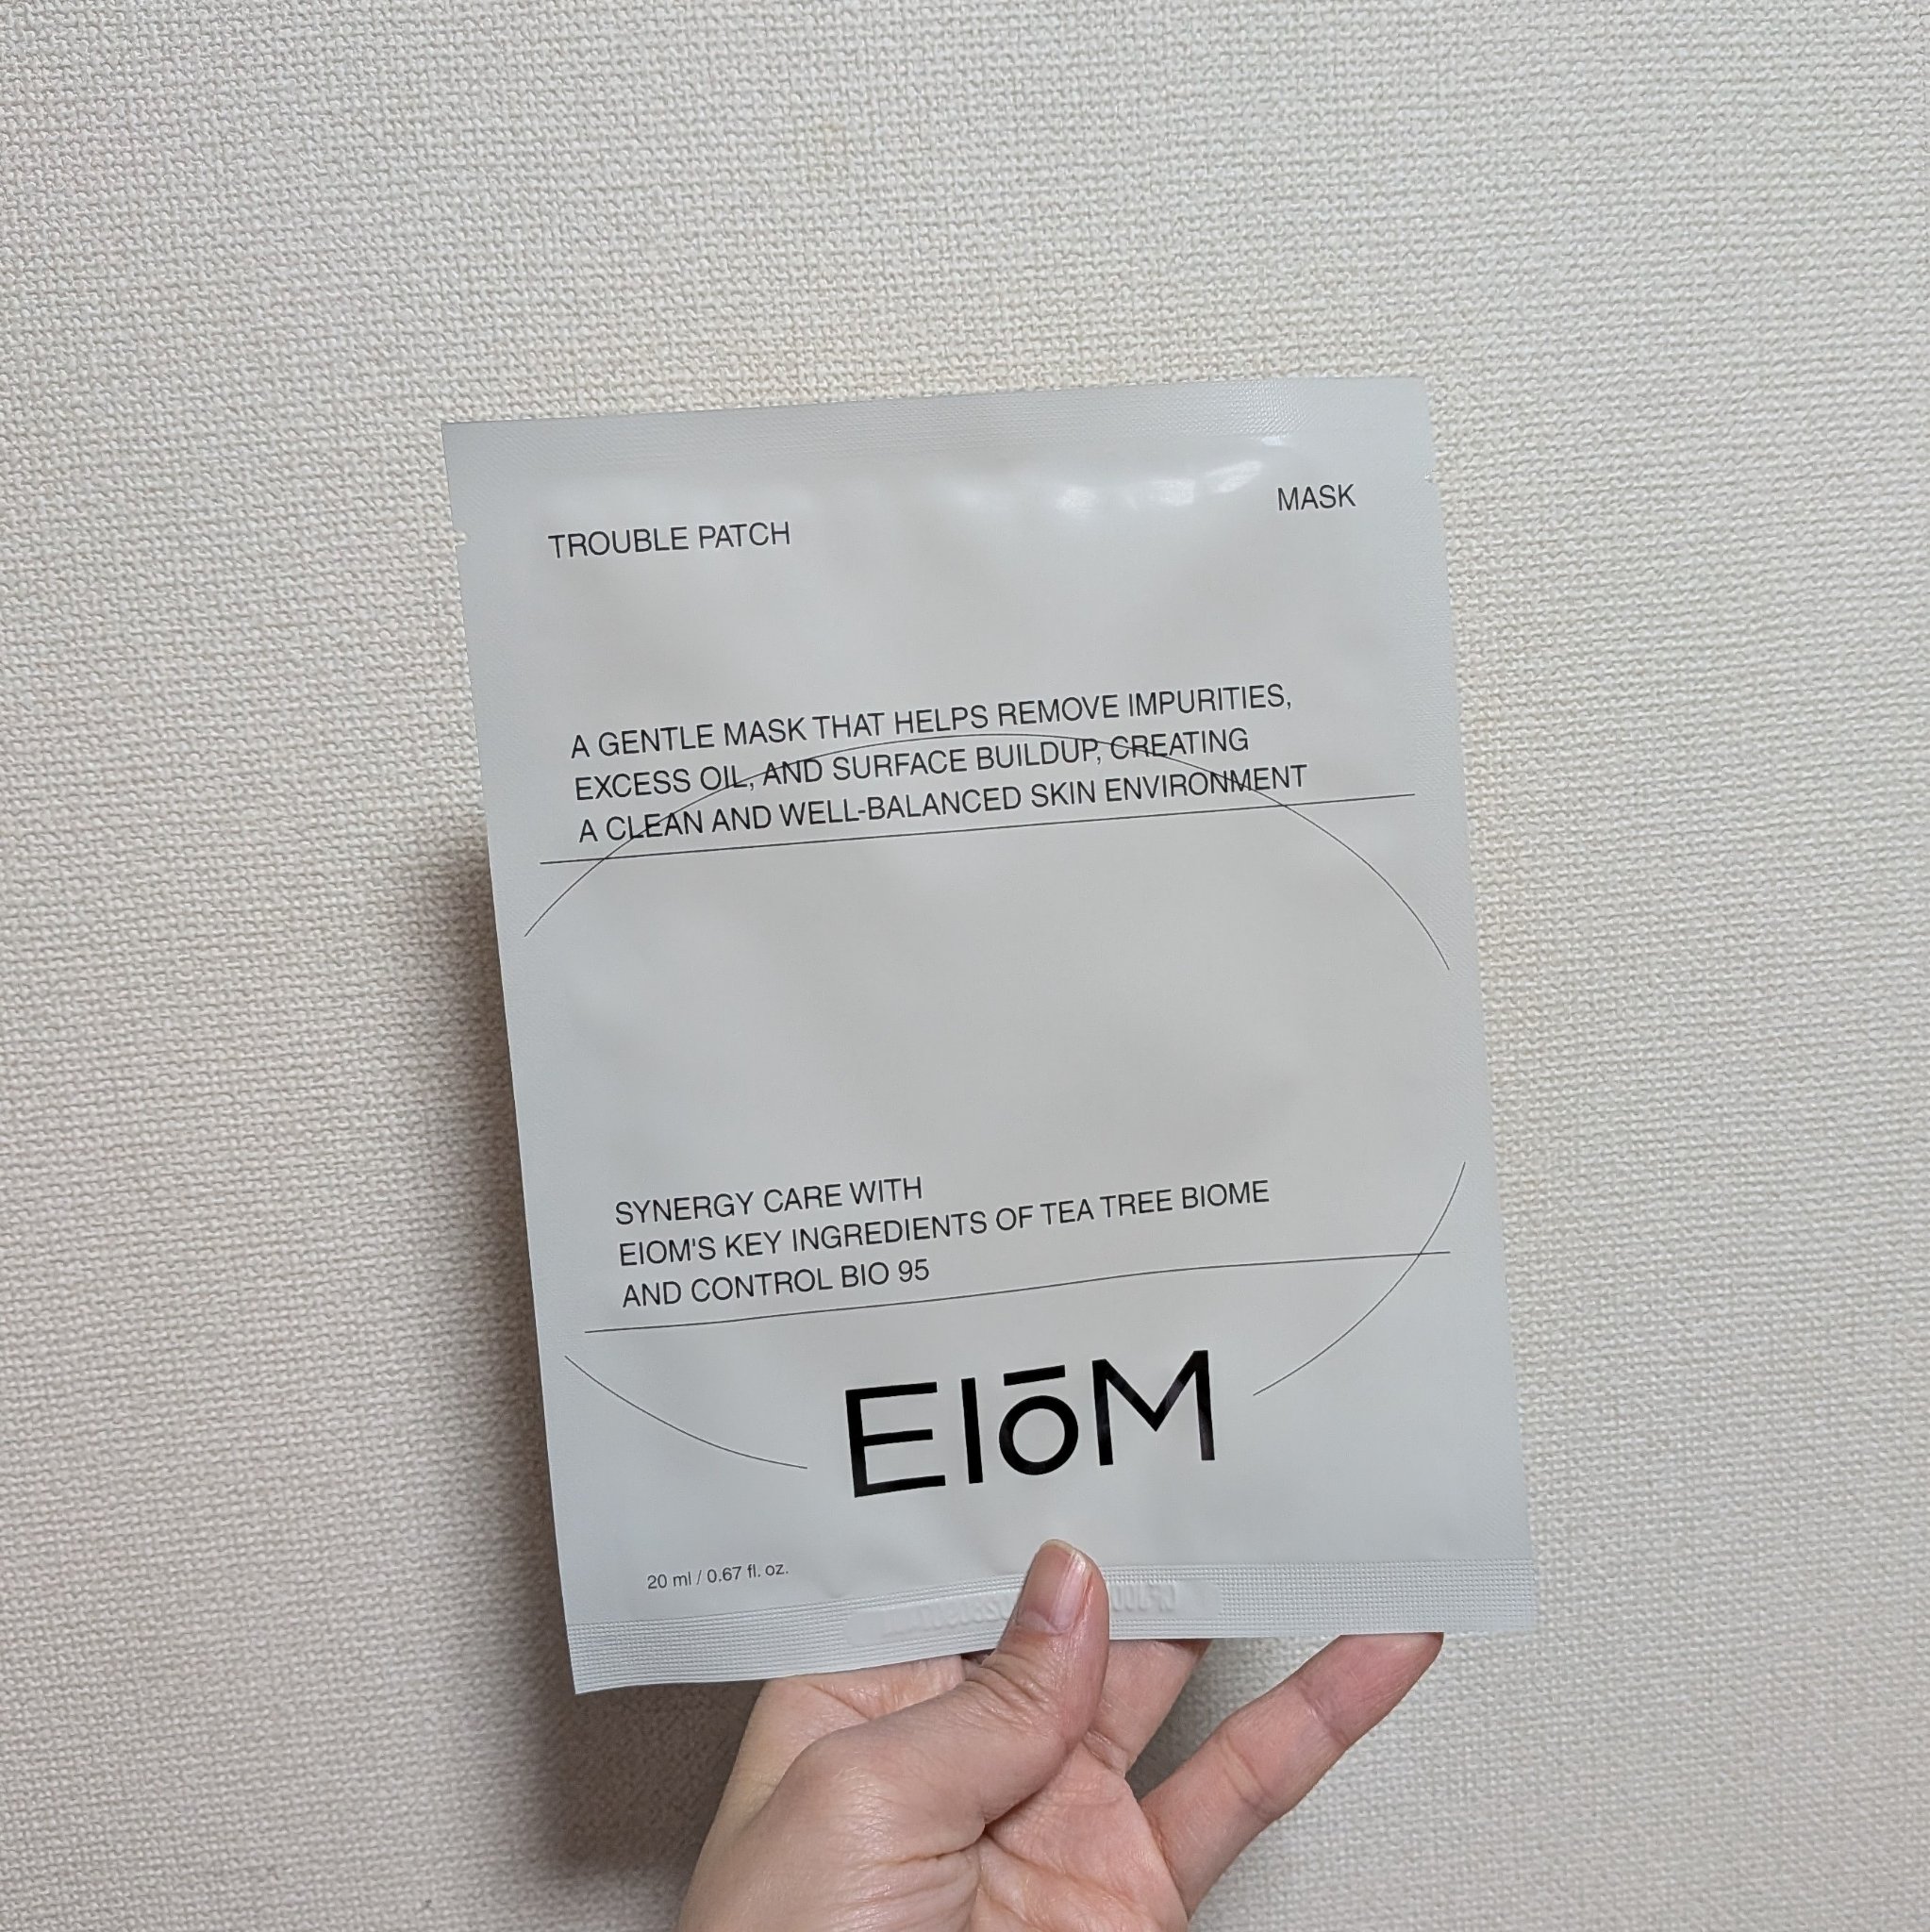 TROUBLE PATCH
MASK
A GENTLE MASK THAT HELPS REMOVE IMPURITIES,
EXCESS OIL, AND SURFACE BUILDUP, CREATING
A CLEAN AND WELL-BALANCED SKIN ENVIRONMENT
SYNERGY CARE WITH
EIOM'S KEY INGREDIENTS OF TEA TREE BIOME
AND CONTROL BIO 95
EIōM
20 ml / 0.67 fl. oz.